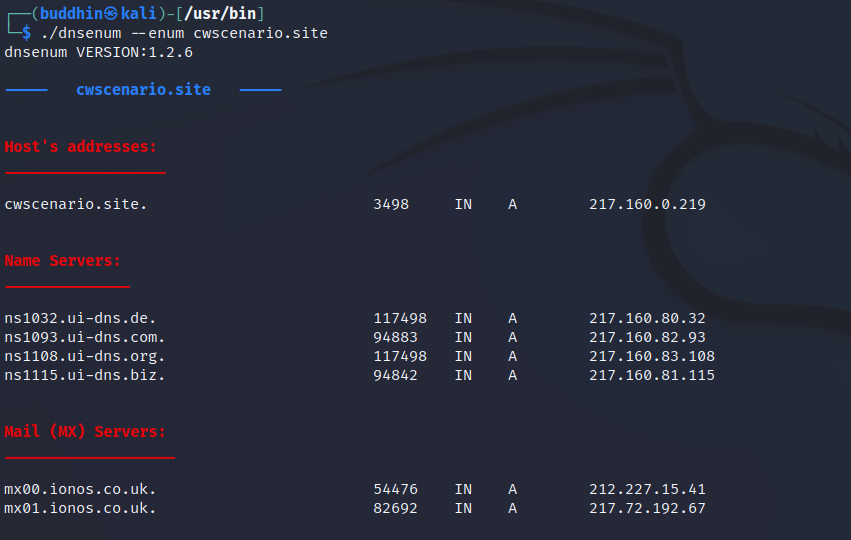 (buddhin㉿kali)-[/usr/bin]
$ ./dnsenum --enum cwscenario.site
dnsenum VERSION:1.2.6
----- cwscenario.site -----
Host's addresses:
__________________
cwscenario.site. 3498 IN A 217.160.0.219
Name Servers:
______________
ns1032.ui-dns.de. 117498 IN A 217.160.80.32
ns1093.ui-dns.com. 94883 IN A 217.160.82.93
ns1108.ui-dns.org. 117498 IN A 217.160.83.108
ns1115.ui-dns.biz. 94842 IN A 217.160.81.115
Mail (MX) Servers:
___________________
mx00.ionos.co.uk. 54476 IN A 212.227.15.41
mx01.ionos.co.uk. 82692 IN A 217.72.192.67